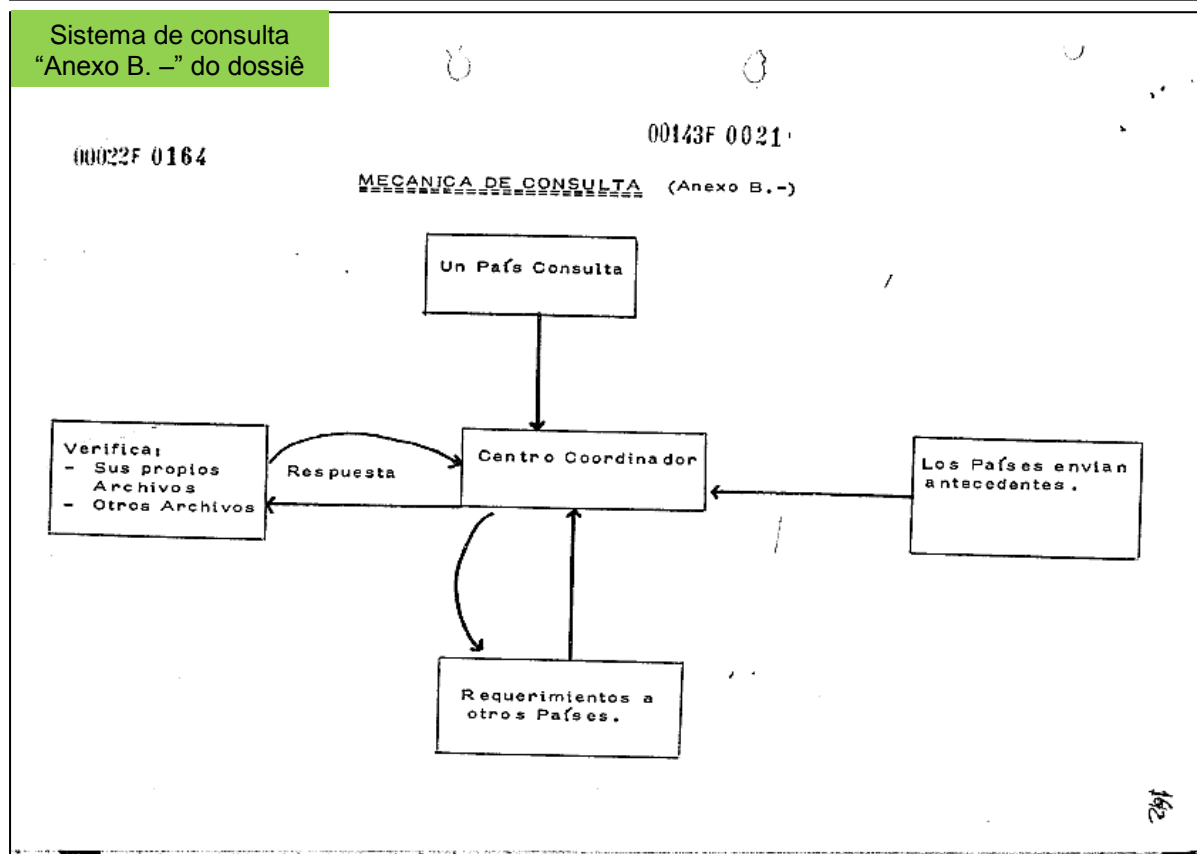 Sistema de consulta
“Anexo B. –” do dossiê
00022F 0164
00143F 0021
MECANICA DE CONSULTA (Anexo B.-)
Un País Consulta
Verifica:
- Sus propios
Archivos
- Otros Archivos
Respuesta
Centro Coordinador
Los Países envian
antecedentes.
Requerimientos a
otros Países.
162